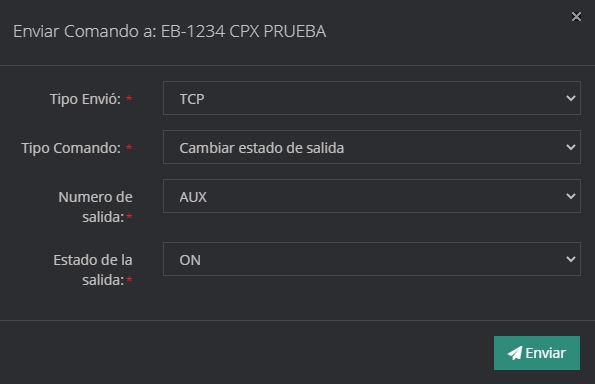 Enviar Comando a: EB-1234 CPX PRUEBA
Tipo Envió: * TCP
Tipo Comando: * Cambiar estado de salida
Numero de
salida: * AUX
Estado de la
salida: * ON
Enviar